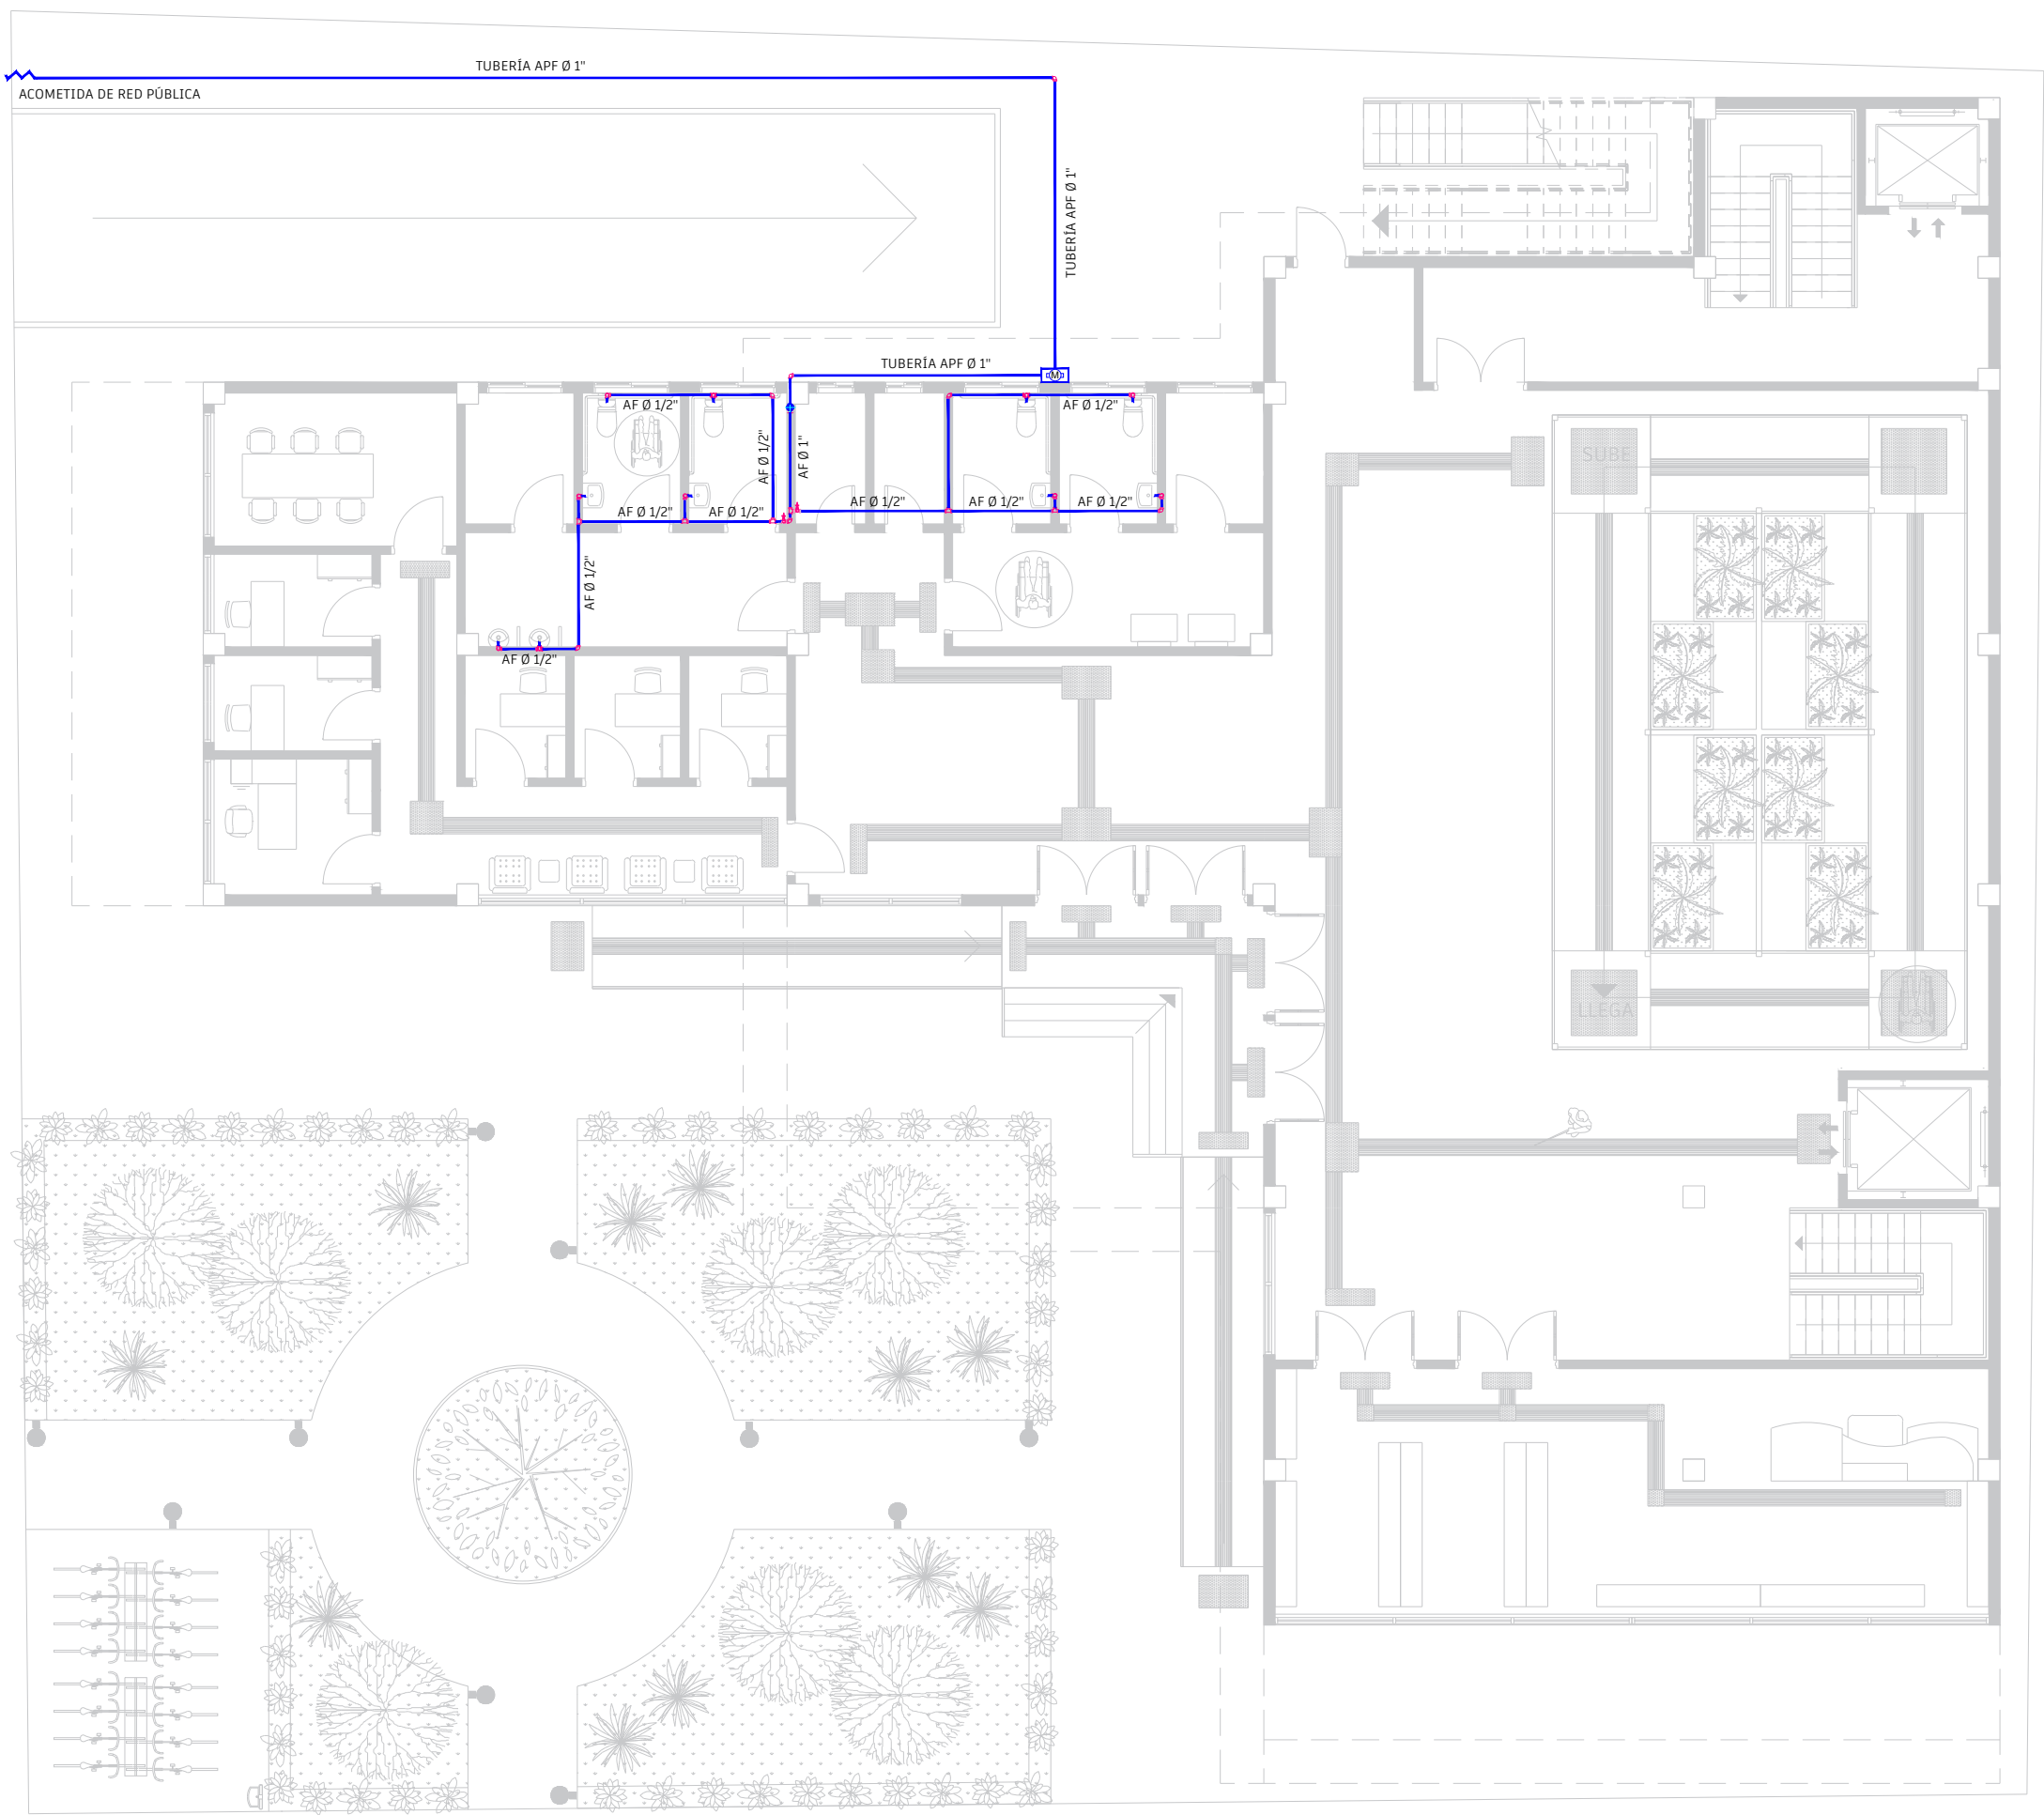 TUBERÍA APF Ø 1"
ACOMETIDA DE RED PÚBLICA
TUBERÍA APF Ø 1"
TUBERÍA APF Ø 1"
M
AF Ø 1/2"
AF Ø 1/2"
AF Ø 1/2"
AF Ø 1"
SUBE
AF Ø 1/2"
AF Ø 1/2"
AF Ø 1/2"
AF Ø 1/2"
AF Ø 1/2"
AF Ø 1/2"
AF Ø 1/2"
LLEGA